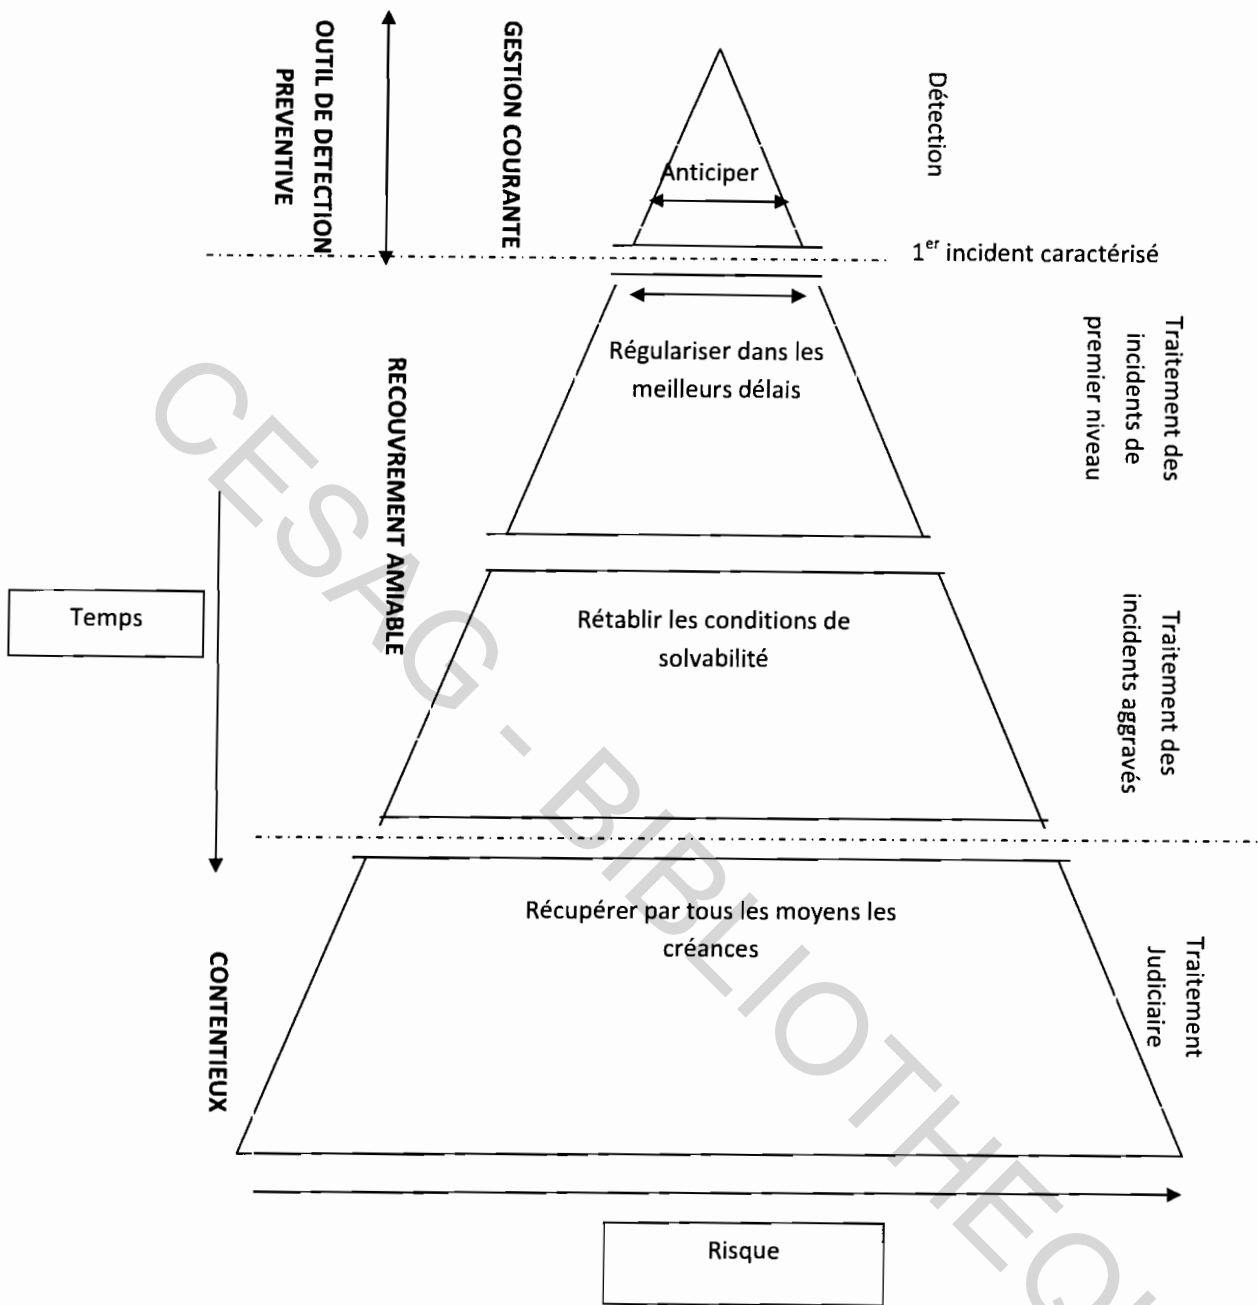 OUTIL DE DETECTION
PREVENTIVE
GESTION COURANTE
Détection
Anticiper
1er incident caractérisé
RECOUVREMENT AMIABLE
Régulariser dans les
meilleurs délais
Traitement des
incidents de
premier niveau
Temps
Rétablir les conditions de
solvabilité
Traitement des
incidents aggravés
CONTENTIEUX
Récupérer par tous les moyens les
créances
Traitement
Judiciaire
Risque
CESAG - BIBLIOTHEQU